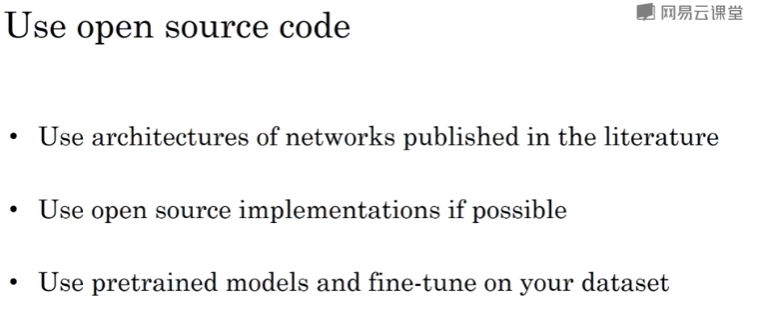 Use open source code
网易云课堂
• Use architectures of networks published in the literature
• Use open source implementations if possible
• Use pretrained models and fine-tune on your dataset